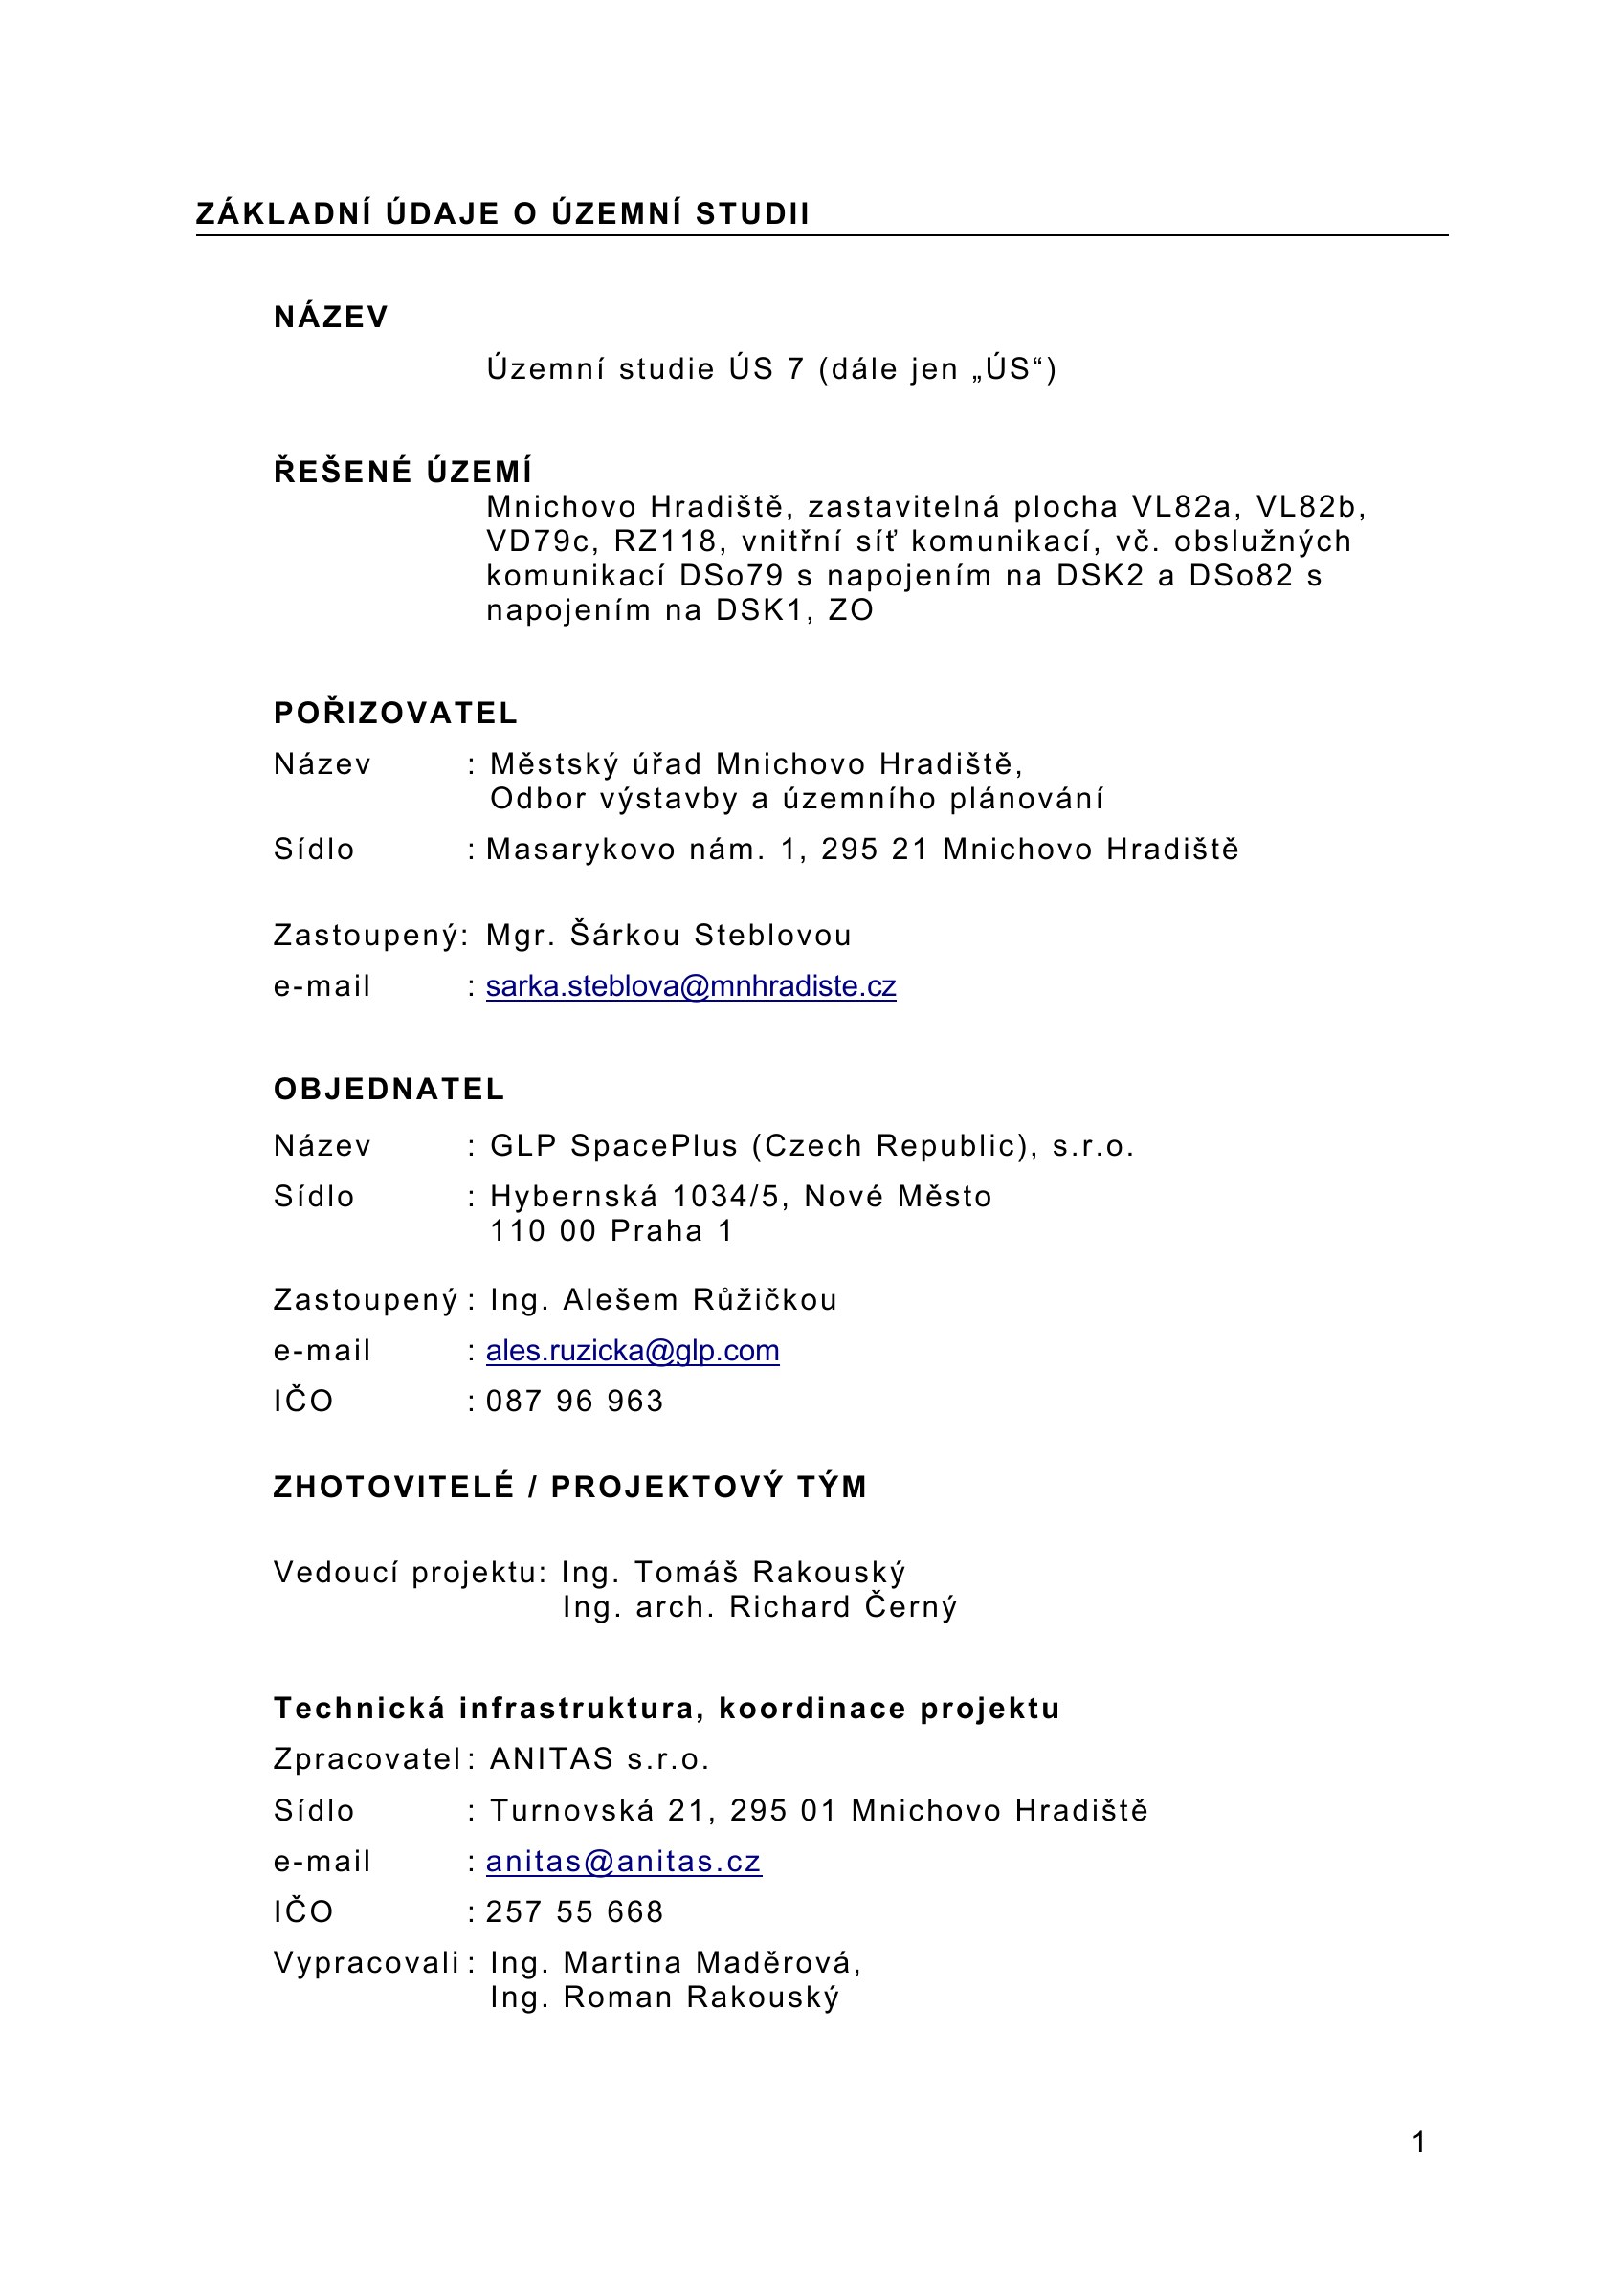 ZÁKLADNÍ ÚDAJE O ÚZEMNÍ STUDII
NÁZEV
Územní studie ÚS 7 (dále jen „ÚS“)
ŘEŠENÉ ÚZEMÍ
Mnichovo Hradiště, zastavitelná plocha VL82a, VL82b,
VD79c, RZ118, vnitřní síť komunikací, vč. obslužných
komunikací DSo79 s napojením na DSK2 a DSo82 s
napojením na DSK1, ZO
POŘIZOVATEL
Název : Městský úřad Mnichovo Hradiště,
Odbor výstavby a územního plánování
Sídlo : Masarykovo nám. 1, 295 21 Mnichovo Hradiště
Zastoupený: Mgr. Šárkou Steblovou
e-mail : sarka.steblova@mnhradiste.cz
OBJEDNATEL
Název : GLP SpacePlus (Czech Republic), s.r.o.
Sídlo : Hybernská 1034/5, Nové Město
110 00 Praha 1
Zastoupený : Ing. Alešem Růžičkou
e-mail : ales.ruzicka@glp.com
IČO : 087 96 963
ZHOTOVITELÉ / PROJEKTOVÝ TÝM
Vedoucí projektu: Ing. Tomáš Rakouský
Ing. arch. Richard Černý
Technická infrastruktura, koordinace projektu
Zpracovatel : ANITAS s.r.o.
Sídlo : Turnovská 21, 295 01 Mnichovo Hradiště
e-mail : anitas@anitas.cz
IČO : 257 55 668
Vypracovali : Ing. Martina Maděrová,
Ing. Roman Rakouský
1